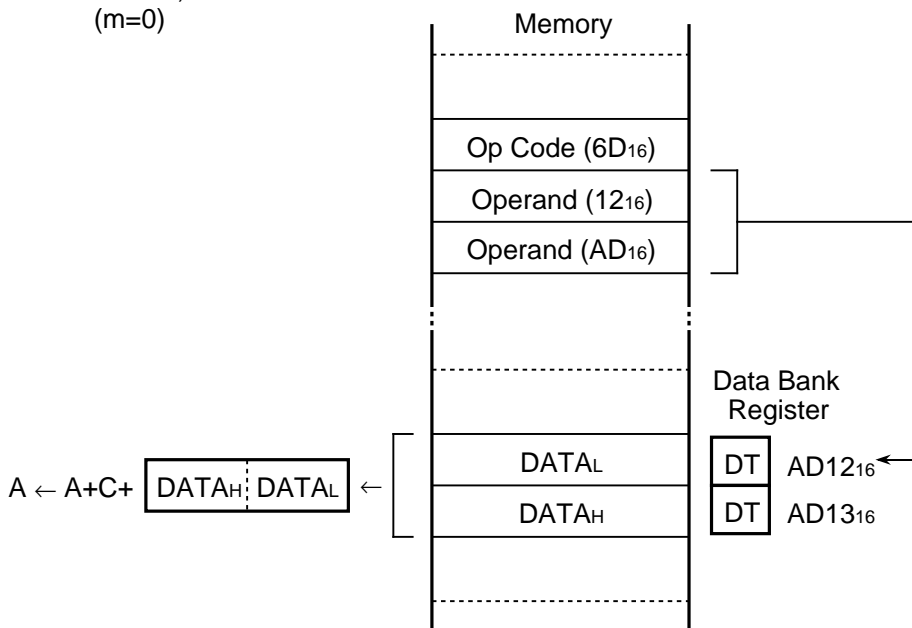 (m=0)
Memory
Op Code (6D₁₆)
Operand (12₁₆)
Operand (AD₁₆)
Data Bank
Register
DATAL DT AD12₁₆
A ← A+C+ DATAH DATAL ←
DATAH DT AD13₁₆